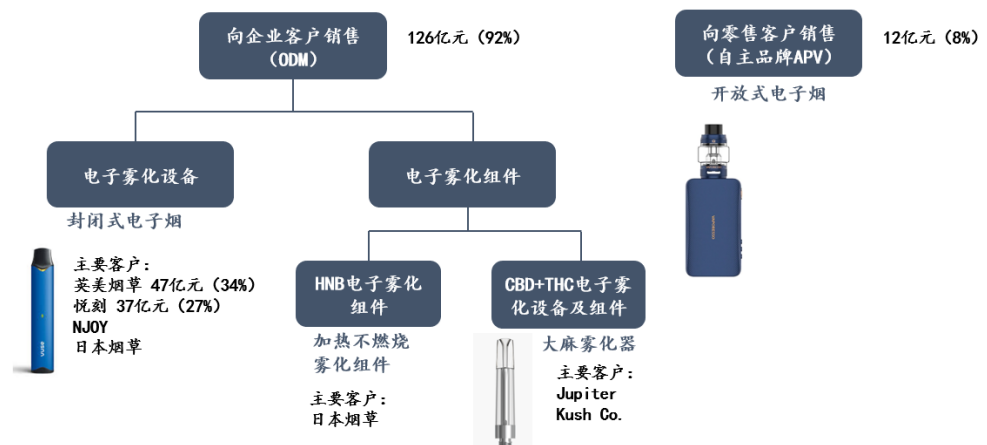 向企业客户销售
（ODM）
126亿元（92%）
向零售客户销售
（自主品牌APV）
12亿元（8%）
开放式电子烟
电子雾化设备
电子雾化组件
封闭式电子烟
主要客户：
英美烟草 47亿元（34%）
悦刻 37亿元（27%）
NJOY
日本烟草
VUSE
HNB电子雾化
组件
加热不燃烧
雾化组件
主要客户：
日本烟草
CBD+THC电子雾
化设备及组件
大麻雾化器
主要客户：
Jupiter
Kush Co.